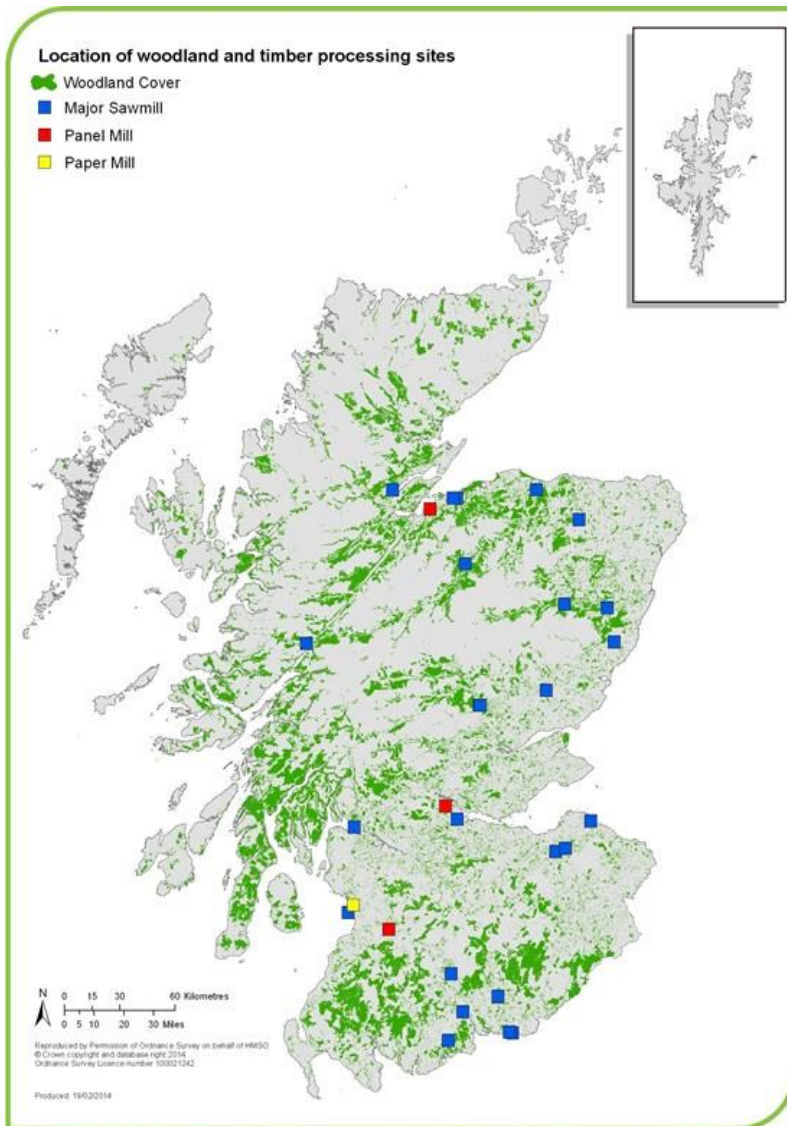 Location of woodland and timber processing sites
Woodland Cover
Major Sawmill
Panel Mill
Paper Mill
N
0 15 30 60 Kilometres
0 5 10 20 30 Miles
Reproduced by Permission of Ordnance Survey on behalf of HMSO.
© Crown copyright and database right 2014.
Ordnance Survey Licence number 100021242
Produced: 19/02/2014